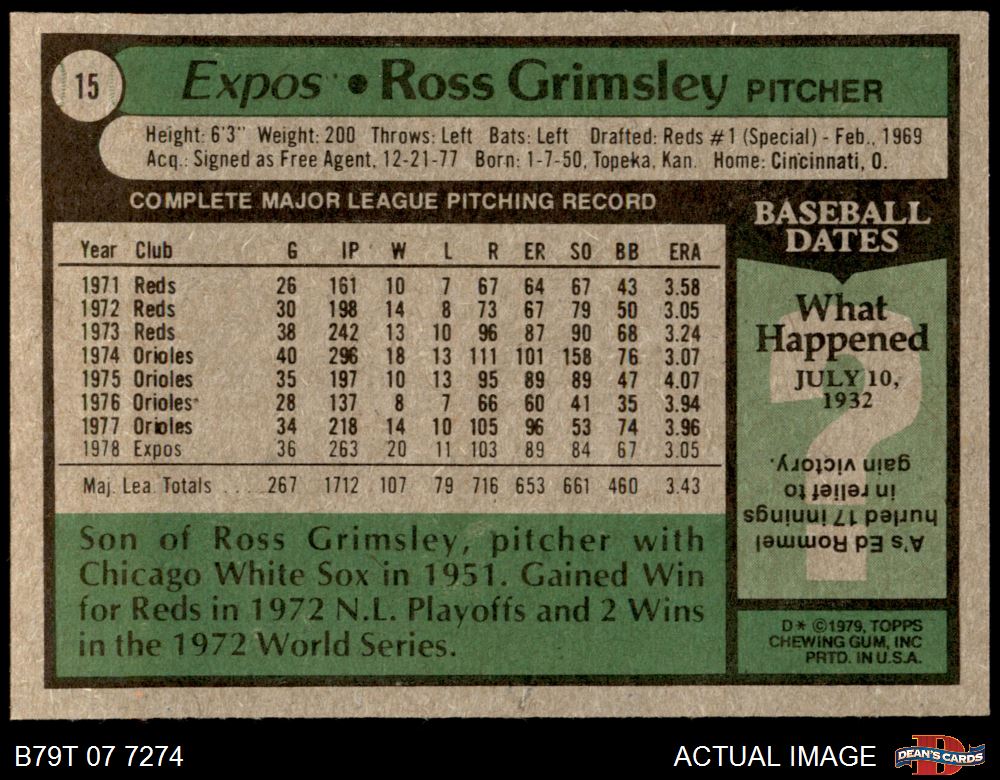 15
Expos • Ross Grimsley PITCHER
Height: 6'3" Weight: 200 Throws: Left Bats: Left Drafted: Reds #1 (Special) - Feb., 1969
Acq.: Signed as Free Agent, 12-21-77 Born: 1-7-50, Topeka, Kan. Home: Cincinnati, O.
COMPLETE MAJOR LEAGUE PITCHING RECORD
Year Club G IP W L R ER SO BB ERA
1971 Reds 26 161 10 7 67 64 67 43 3.58
1972 Reds 30 198 14 8 73 67 79 50 3.05
1973 Reds 38 242 13 10 96 87 90 68 3.24
1974 Orioles 40 296 18 13 111 101 158 76 3.07
1975 Orioles 35 197 10 13 95 89 89 47 4.07
1976 Orioles 28 137 8 7 66 60 41 35 3.94
1977 Orioles 34 218 14 10 105 96 53 74 3.96
1978 Expos 36 263 20 11 103 89 84 67 3.05
Maj. Lea. Totals ....267 1712 107 79 716 653 661 460 3.43
Son of Ross Grimsley, pitcher with
Chicago White Sox in 1951. Gained Win
for Reds in 1972 N.L. Playoffs and 2 Wins
in the 1972 World Series.
BASEBALL
DATES
What
Happened
JULY 10,
1932
?
A's Ed Rommel
hurled 17 innings
in relief to
gain victory.
D* ©1979, TOPPS
CHEWING GUM, INC
PRTD. IN U.S.A.
B79T 07 7274
ACTUAL IMAGE
D
DEAN'S CARDS